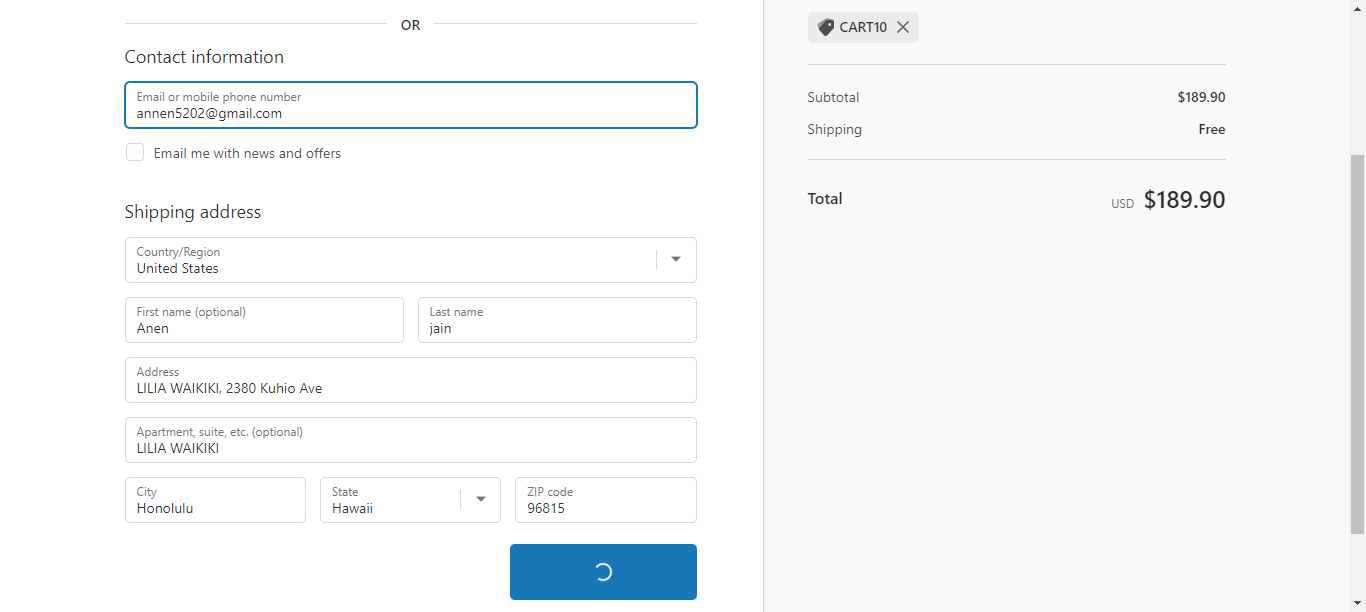 OR
Contact information
Email or mobile phone number
annen5202@gmail.com
Email me with news and offers
Shipping address
Country/Region
United States
First name (optional)
Anen
Last name
jain
Address
LILIA WAIKIKI, 2380 Kuhio Ave
Apartment, suite, etc. (optional)
LILIA WAIKIKI
City
Honolulu
State
Hawaii
ZIP code
96815
CART10
Subtotal $189.90
Shipping Free
Total USD $189.90